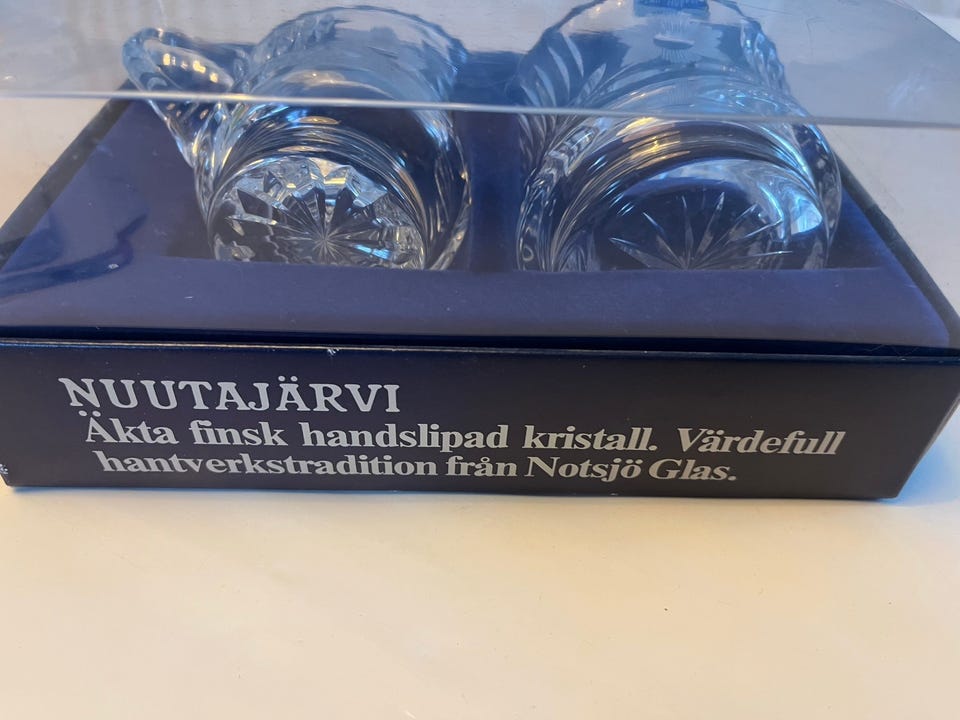 NUUTAJÄRVI
Äkta finsk handslipad kristall. Värdefull
hantverkstradition från Notsjö Glas.